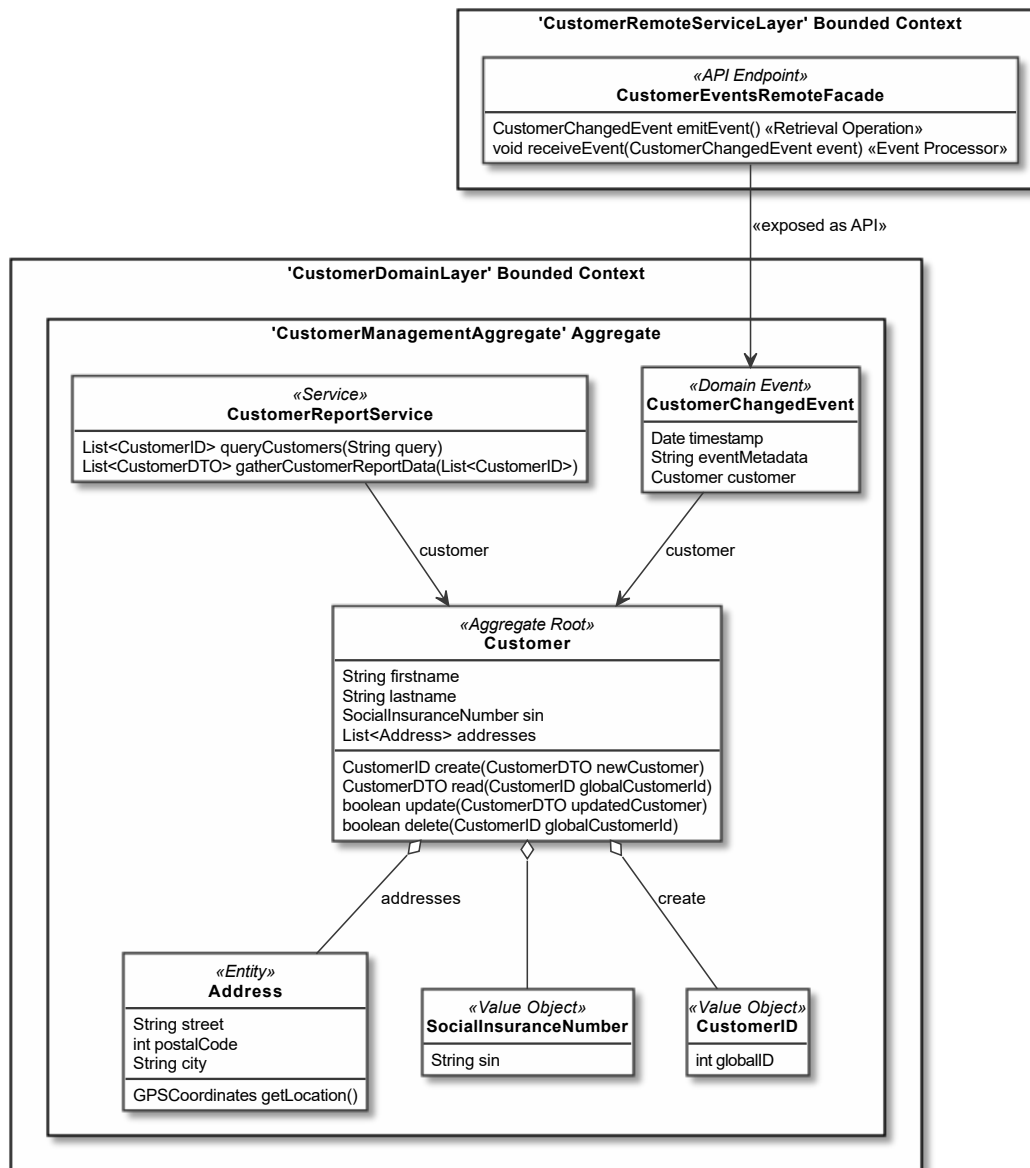 'CustomerRemoteServiceLayer' Bounded Context
«API Endpoint»
CustomerEventsRemoteFacade
CustomerChangedEvent emitEvent() «Retrieval Operation»
void receiveEvent(CustomerChangedEvent event) «Event Processor»
«exposed as API»
'CustomerDomainLayer' Bounded Context
'CustomerManagementAggregate' Aggregate
«Service»
CustomerReportService
List<CustomerID> queryCustomers(String query)
List<CustomerDTO> gatherCustomerReportData(List<CustomerID>)
«Domain Event»
CustomerChangedEvent
Date timestamp
String eventMetadata
Customer customer
customer
customer
«Aggregate Root»
Customer
String firstname
String lastname
SocialInsuranceNumber sin
List<Address> addresses
CustomerID create(CustomerDTO newCustomer)
CustomerDTO read(CustomerID globalCustomerId)
boolean update(CustomerDTO updatedCustomer)
boolean delete(CustomerID globalCustomerId)
addresses
create
«Entity»
Address
String street
int postalCode
String city
GPSCoordinates getLocation()
«Value Object»
SocialInsuranceNumber
String sin
«Value Object»
CustomerID
int globalID